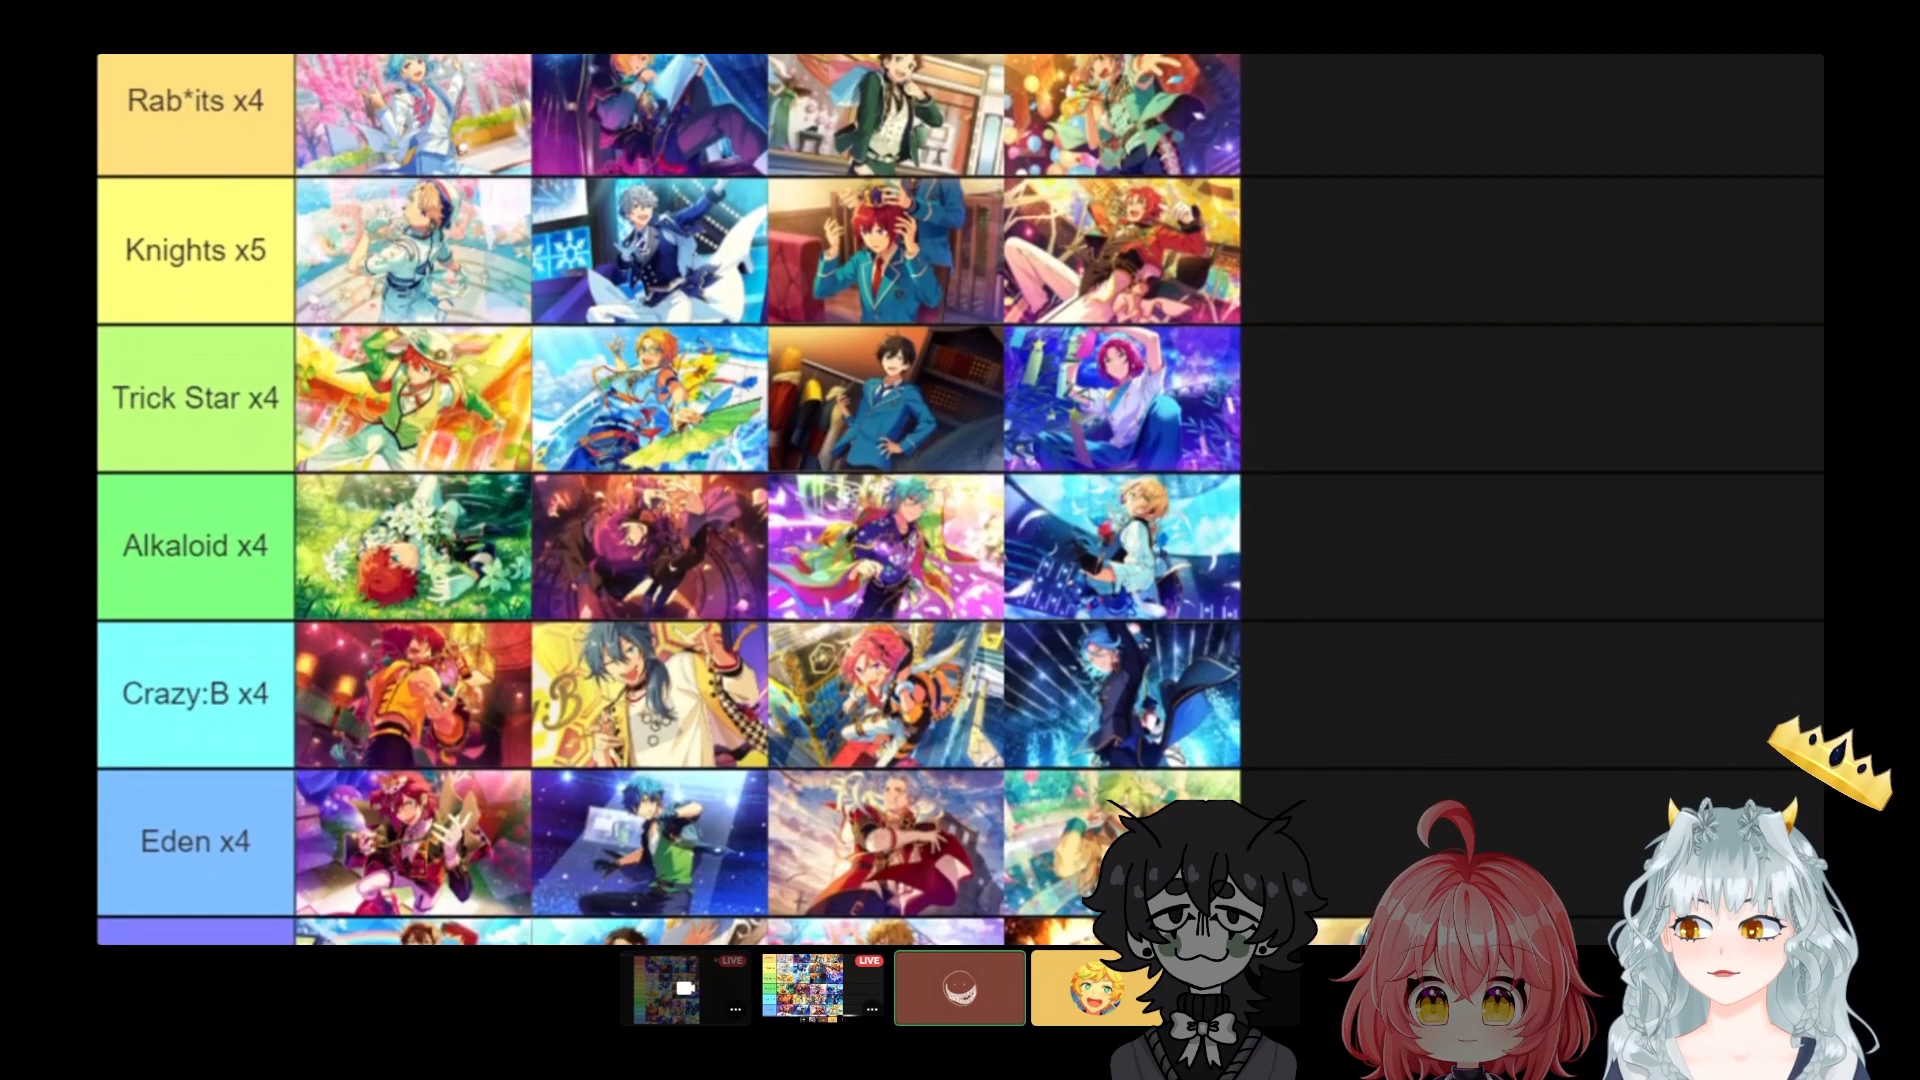 Rab*its x4
Knights x5
Trick Star x4
Alkaloid x4
:B
Crazy:B x4
Eden x4
LIVE
LIVE